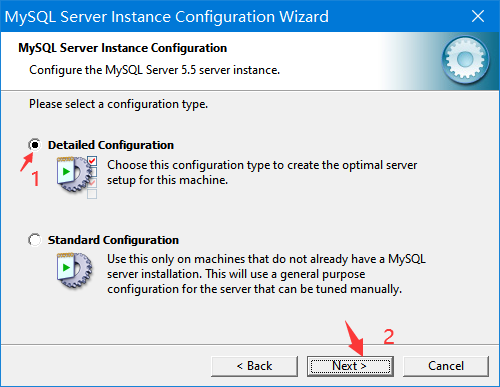 MySQL Server Instance Configuration Wizard
MySQL Server Instance Configuration
Configure the MySQL Server 5.5 server instance.
Please select a configuration type.
Detailed Configuration
1
Choose this configuration type to create the optimal server
setup for this machine.
Standard Configuration
Use this only on machines that do not already have a MySQL
server installation. This will use a general purpose
configuration for the server that can be tuned manually.
2
< Back
Next >
Cancel